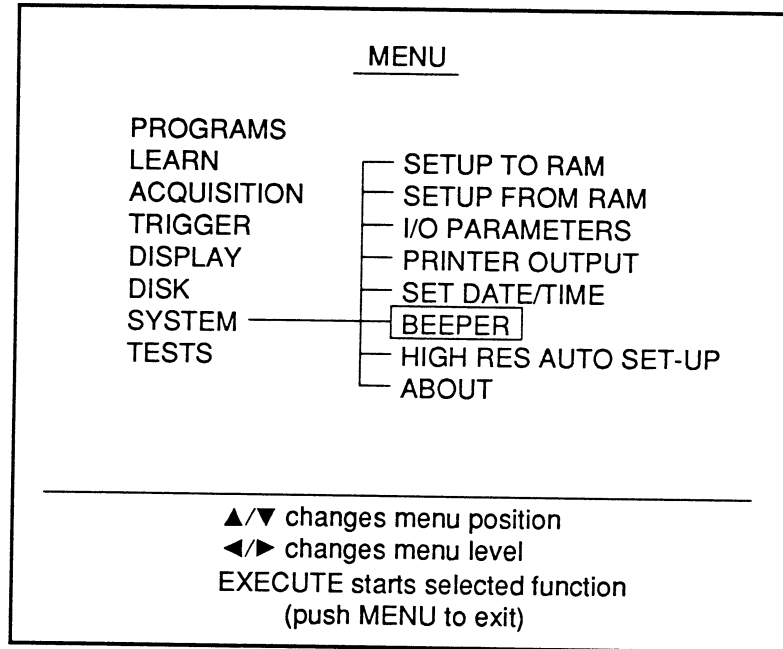 MENU
PROGRAMS
LEARN
ACQUISITION
TRIGGER
DISPLAY
DISK
SYSTEM
TESTS
SETUP TO RAM
SETUP FROM RAM
I/O PARAMETERS
PRINTER OUTPUT
SET DATE/TIME
BEEPER
HIGH RES AUTO SET-UP
ABOUT
▲/▼ changes menu position
◄/► changes menu level
EXECUTE starts selected function
(push MENU to exit)